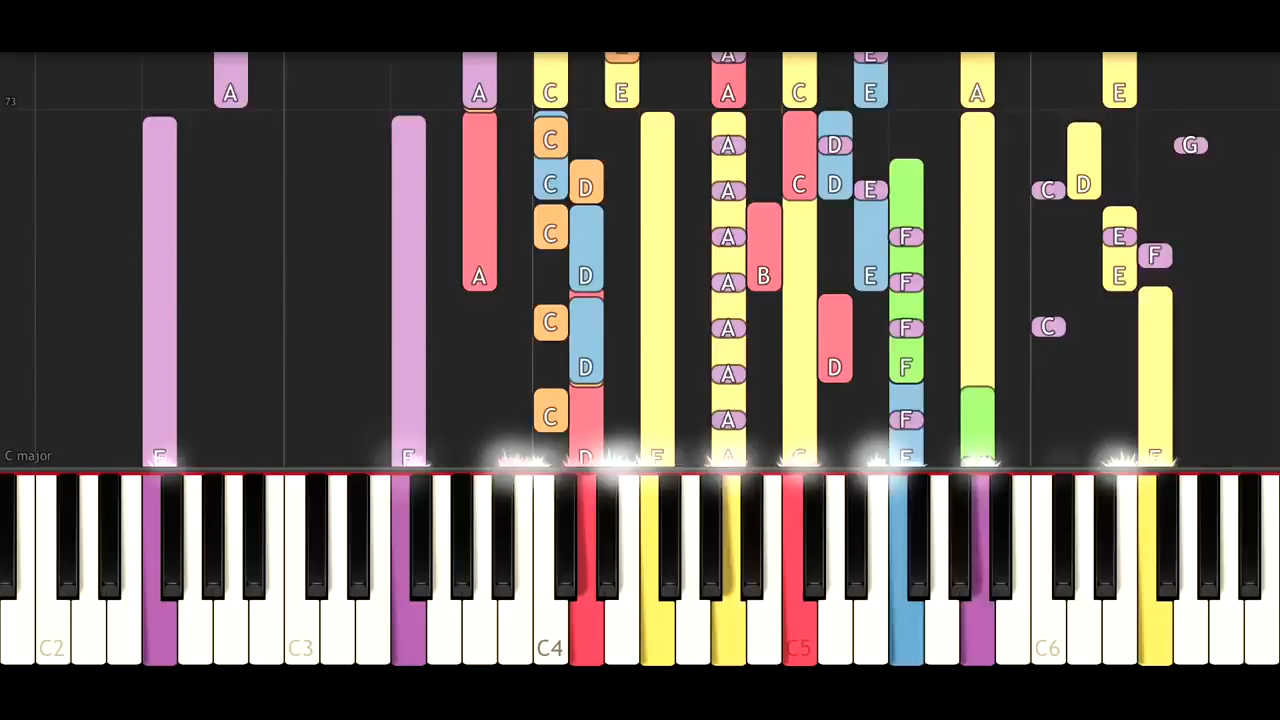 A A C E A A C E E A E
73
C A D G
C D A E C C D
C A F E F
B
A D A F E E
C A F C
D D F
C A F
C major F F D F A C F F
C2 C3 C4 C5 C6